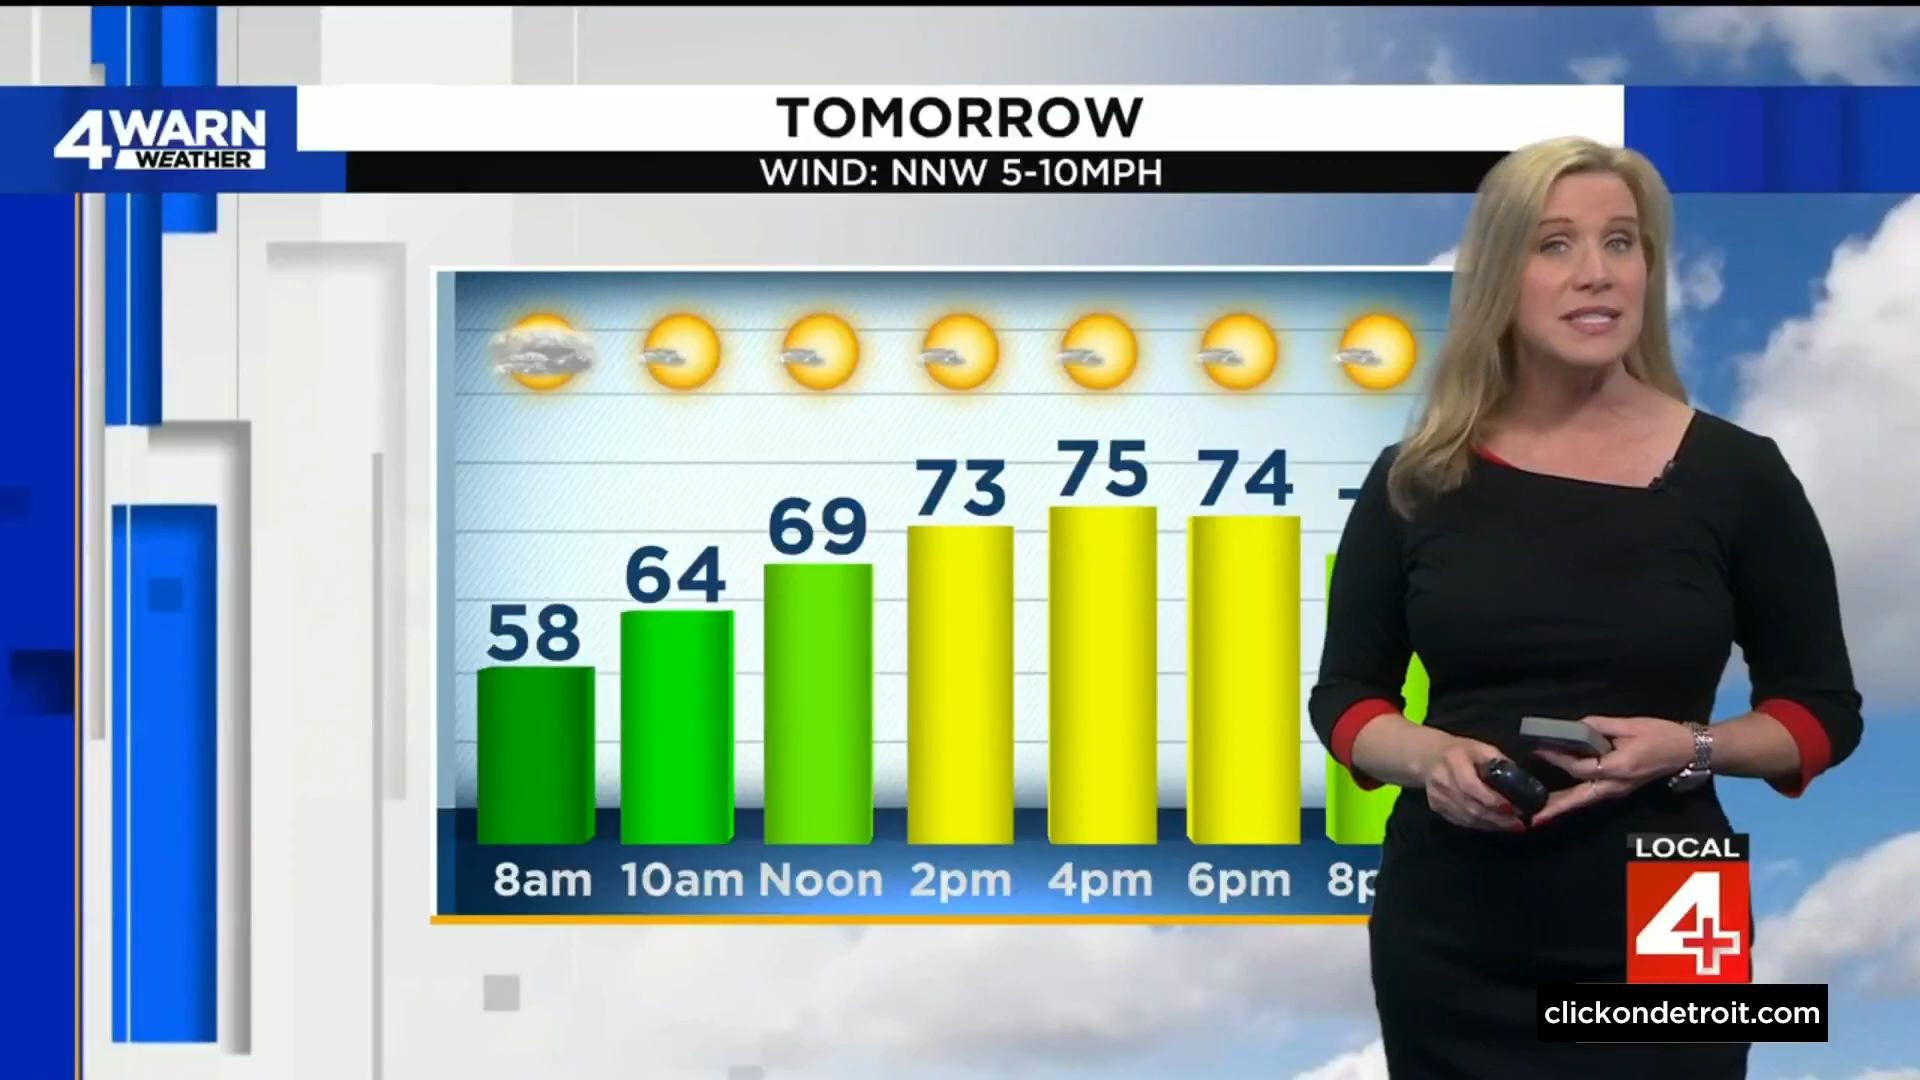 4WARN
WEATHER
TOMORROW
WIND: NNW 5-10MPH
58
64
69
73
75
74
8am
10am
Noon
2pm
4pm
6pm
LOCAL
4+
clickondetroit.com